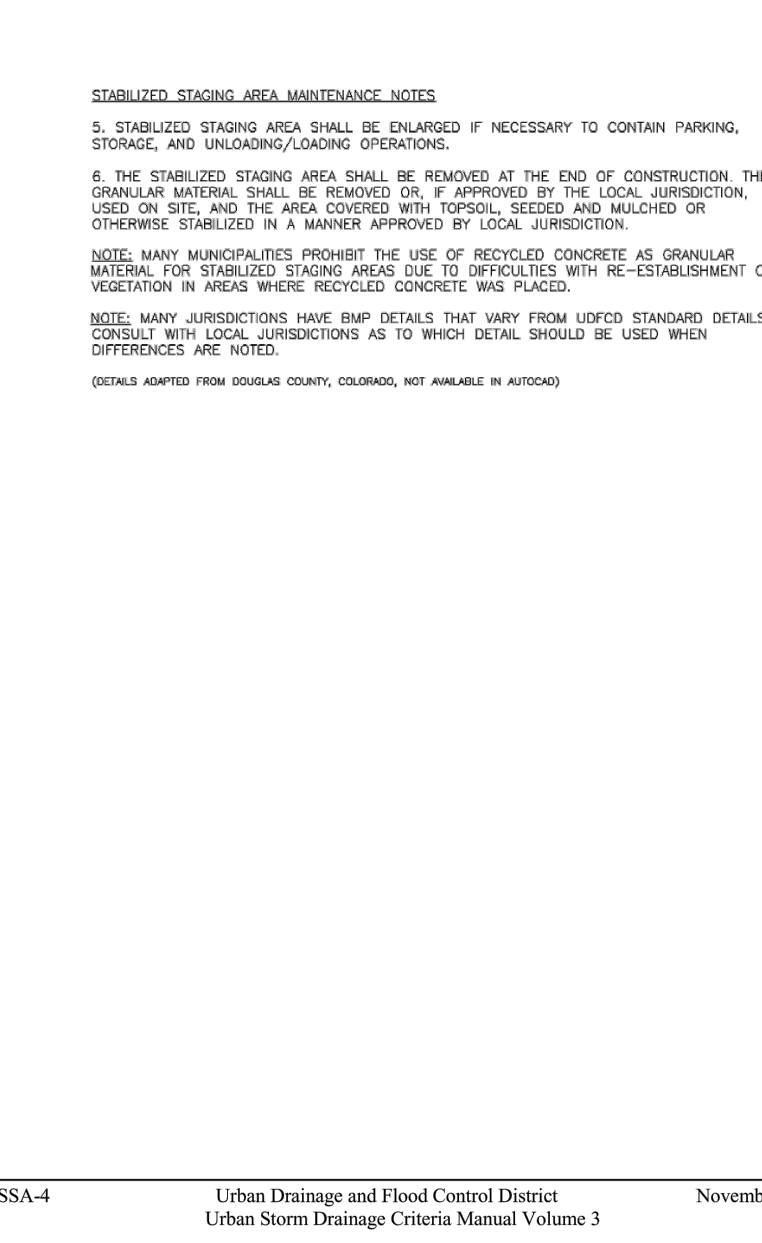 STABILIZED STAGING AREA MAINTENANCE NOTES
5. STABILIZED STAGING AREA SHALL BE ENLARGED IF NECESSARY TO CONTAIN PARKING,
STORAGE, AND UNLOADING/LOADING OPERATIONS.
6. THE STABILIZED STAGING AREA SHALL BE REMOVED AT THE END OF CONSTRUCTION. THE
GRANULAR MATERIAL SHALL BE REMOVED OR, IF APPROVED BY THE LOCAL JURISDICTION,
USED ON SITE, AND THE AREA COVERED WITH TOPSOIL, SEEDED AND MULCHED OR
OTHERWISE STABILIZED IN A MANNER APPROVED BY LOCAL JURISDICTION.
NOTE: MANY MUNICIPALITIES PROHIBIT THE USE OF RECYCLED CONCRETE AS GRANULAR
MATERIAL FOR STABILIZED STAGING AREAS DUE TO DIFFICULTIES WITH RE-ESTABLISHMENT
VEGETATION IN AREAS WHERE RECYCLED CONCRETE WAS PLACED.
NOTE: MANY JURISDICTIONS HAVE BMP DETAILS THAT VARY FROM UDFCD STANDARD DETAILS
CONSULT WITH LOCAL JURISDICTIONS AS TO WHICH DETAIL SHOULD BE USED WHEN
DIFFERENCES ARE NOTED.
(DETAILS ADAPTED FROM DOUGLAS COUNTY, COLORADO, NOT AVAILABLE IN AUTOCAD)
SSA-4 Urban Drainage and Flood Control District Novemb
Urban Storm Drainage Criteria Manual Volume 3